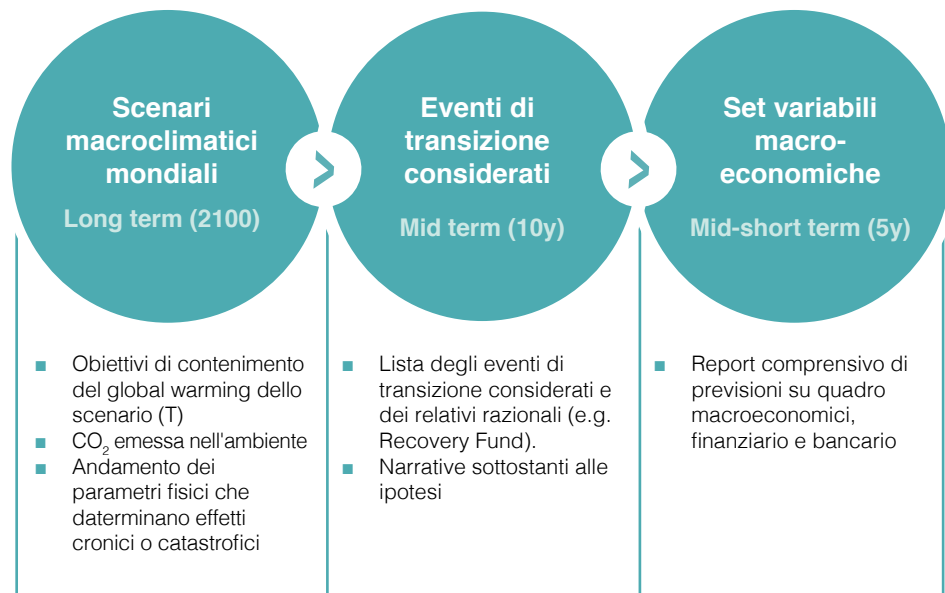 Scenari
macroclimatici
mondiali
Long term (2100)
Eventi di
transizione
considerati
Mid term (10y)
Set variabili
macro-
economiche
Mid-short term (5y)
Obiettivi di contenimento
del global warming dello
scenario (T)
CO₂ emessa nell'ambiente
Andamento dei
parametri fisici che
daterminano effetti
cronici o catastrofici
Lista degli eventi di
transizione considerati e
dei relativi razionali (e.g.
Recovery Fund).
Narrative sottostanti alle
ipotesi
Report comprensivo di
previsioni su quadro
macroeconomici,
finanziario e bancario